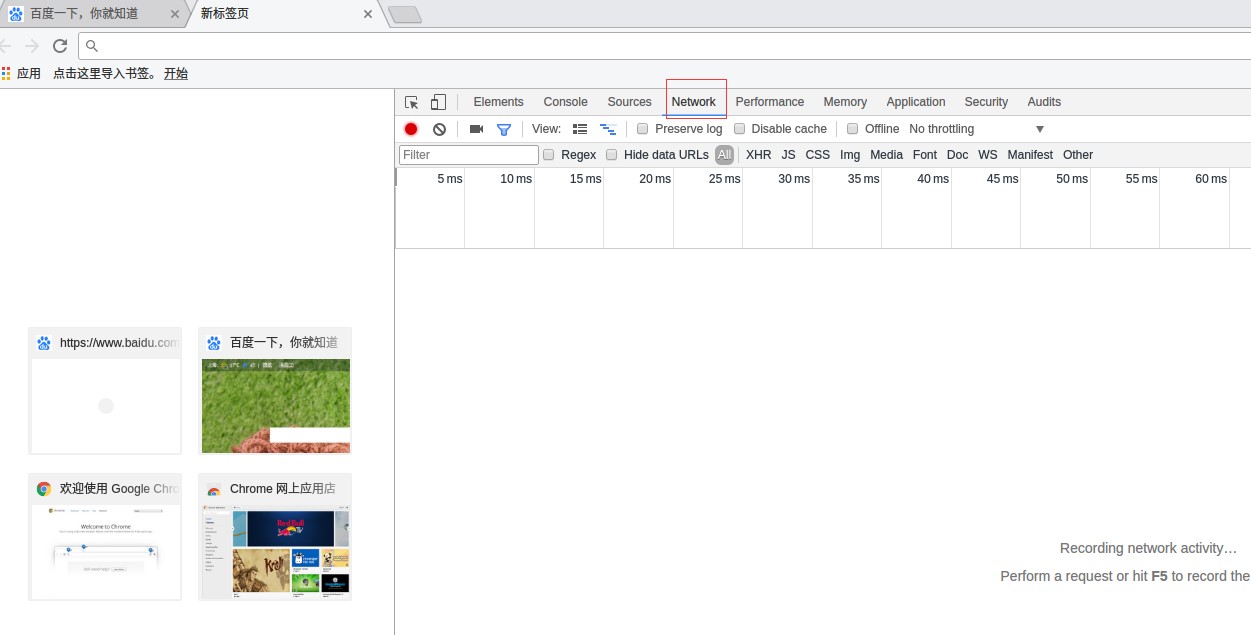 百度一下，你就知道
新标签页
应用 点击这里导入书签。 开始
Elements Console Sources Network Performance Memory Application Security Audits
View: Preserve log Disable cache Offline No throttling
Filter Regex Hide data URLs All XHR JS CSS Img Media Font Doc WS Manifest Other
5 ms 10 ms 15 ms 20 ms 25 ms 30 ms 35 ms 40 ms 45 ms 50 ms 55 ms 60 ms
https://www.baidu.com
百度一下，你就知道
欢迎使用 Google Chro
Welcome to Chrome
Chrome 网上应用店
Red Bull
TV
Recording network activity…
Perform a request or hit F5 to record the